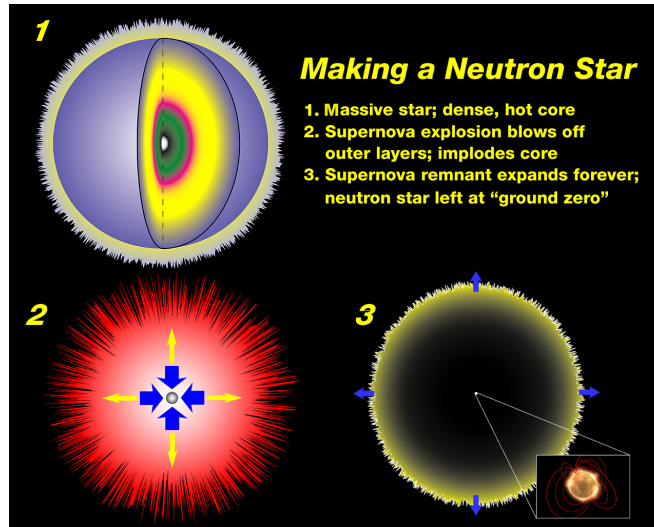 1
Making a Neutron Star
1. Massive star; dense, hot core
2. Supernova explosion blows off
outer layers; implodes core
3. Supernova remnant expands forever;
neutron star left at “ground zero”
2
3